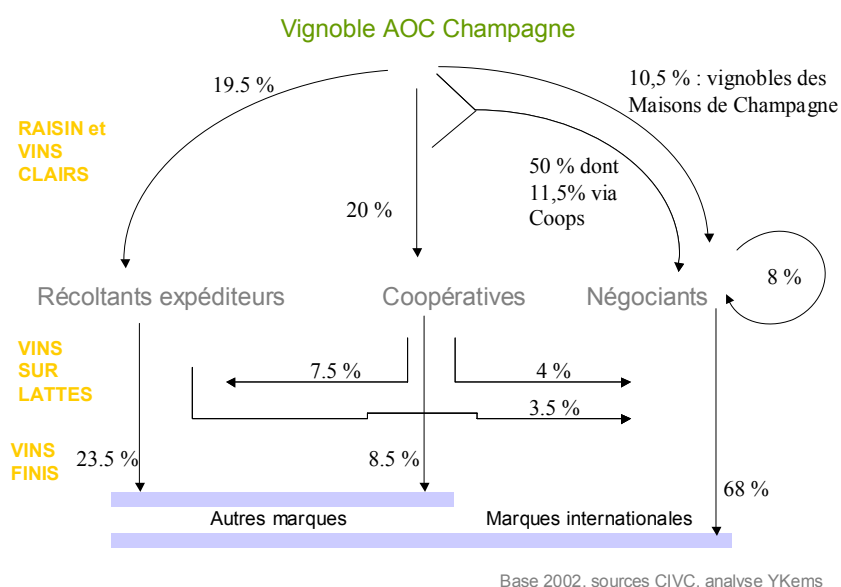 Vignoble AOC Champagne
19.5 %
10,5 % : vignobles des
Maisons de Champagne
RAISIN et
VINS
CLAIRS
50 % dont
11,5% via
Coops
20 %
8 %
Récoltants expéditeurs
Coopératives
Négociants
VINS
SUR
LATTES
7.5 %
4 %
3.5 %
VINS
FINIS
23.5 %
8.5 %
68 %
Autres marques
Marques internationales
Base 2002, sources CIVC, analyse YKems